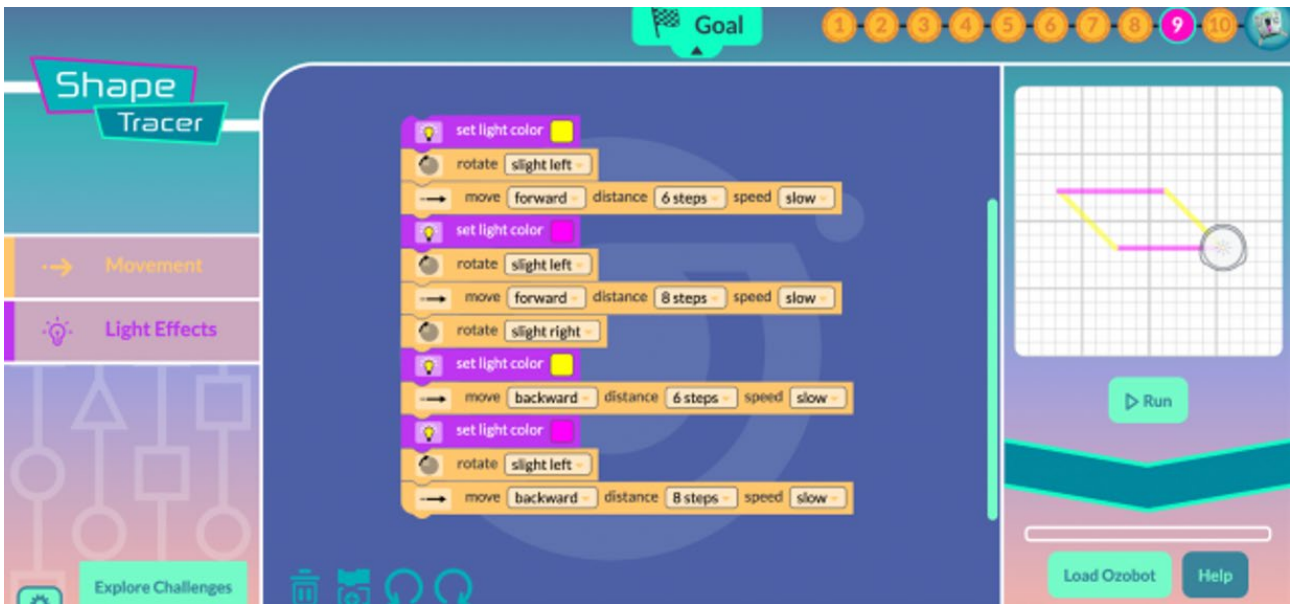 Goal
1 2 3 4 5 6 7 8 9 10
Shape
Tracer
set light color
rotate slight left
move forward distance 6 steps speed slow
set light color
rotate slight left
move forward distance 8 steps speed slow
rotate slight right
set light color
move backward distance 6 steps speed slow
set light color
rotate slight left
move backward distance 8 steps speed slow
Movement
Light Effects
Explore Challenges
Run
Load Ozobot Help